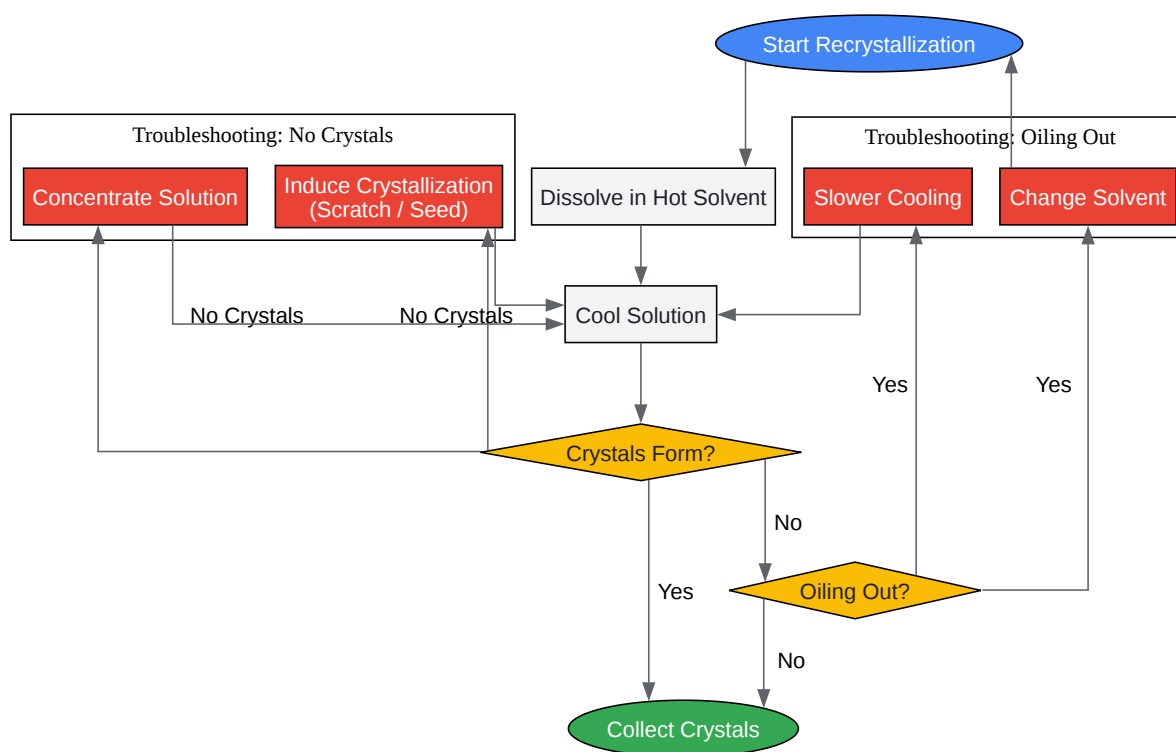 Start Recrystallization
Troubleshooting: No Crystals
Troubleshooting: Oiling Out
Concentrate Solution
Induce Crystallization
(Scratch / Seed)
Dissolve in Hot Solvent
Slower Cooling
Change Solvent
No Crystals
No Crystals
Cool Solution
Yes
Yes
Crystals Form?
No
Yes
Oiling Out?
No
Collect Crystals